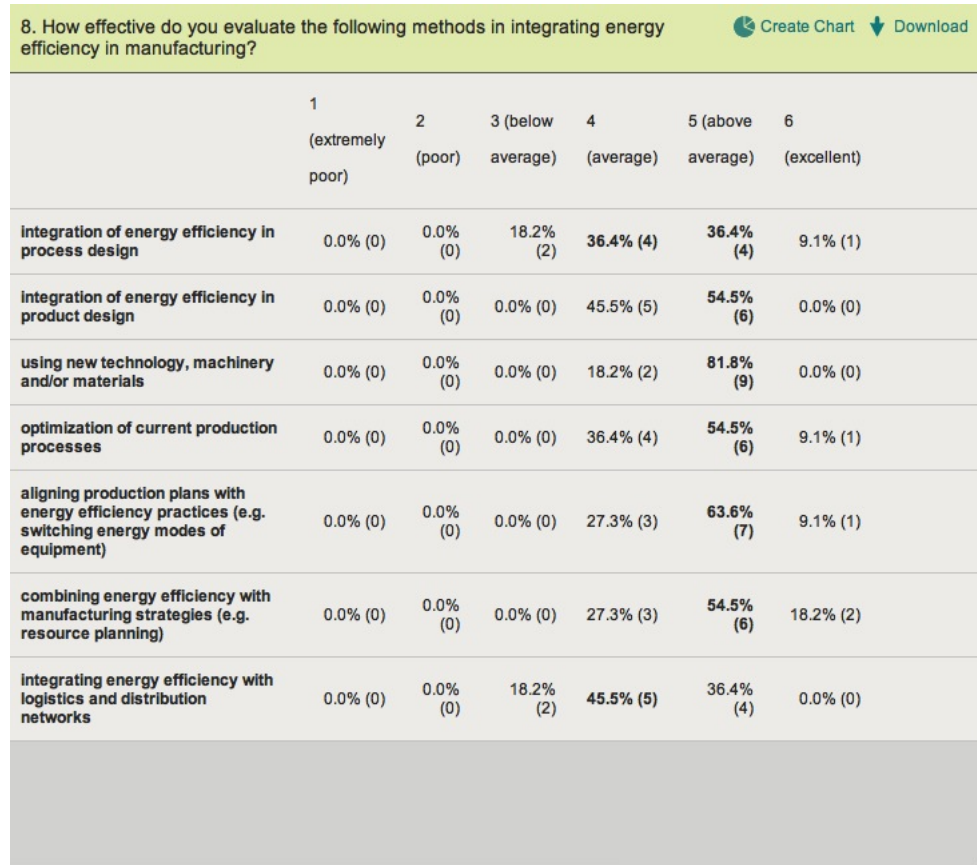 8. How effective do you evaluate the following methods in integrating energy
efficiency in manufacturing?
Create Chart
Download
1
(extremely
poor)
2
(poor)
3 (below
average)
4
(average)
5 (above
average)
6
(excellent)
integration of energy efficiency in
process design
0.0% (0)
0.0%
(0)
18.2%
(2)
36.4% (4)
36.4%
(4)
9.1% (1)
integration of energy efficiency in
product design
0.0% (0)
0.0%
(0)
0.0% (0)
45.5% (5)
54.5%
(6)
0.0% (0)
using new technology, machinery
and/or materials
0.0% (0)
0.0%
(0)
0.0% (0)
18.2% (2)
81.8%
(9)
0.0% (0)
optimization of current production
processes
0.0% (0)
0.0%
(0)
0.0% (0)
36.4% (4)
54.5%
(6)
9.1% (1)
aligning production plans with
energy efficiency practices (e.g.
switching energy modes of
equipment)
0.0% (0)
0.0%
(0)
0.0% (0)
27.3% (3)
63.6%
(7)
9.1% (1)
combining energy efficiency with
manufacturing strategies (e.g.
resource planning)
0.0% (0)
0.0%
(0)
0.0% (0)
27.3% (3)
54.5%
(6)
18.2% (2)
integrating energy efficiency with
logistics and distribution
networks
0.0% (0)
0.0%
(0)
18.2%
(2)
45.5% (5)
36.4%
(4)
0.0% (0)